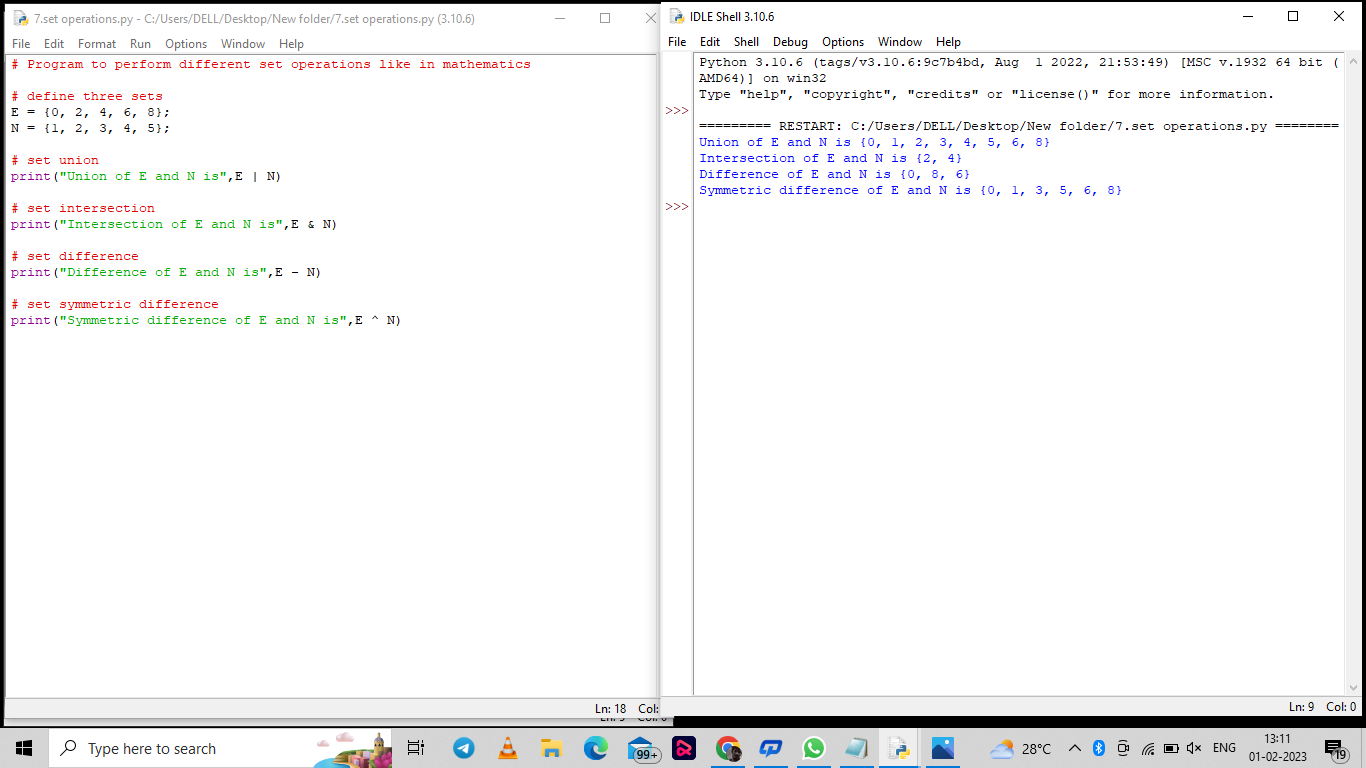 7.set operations.py - C:/Users/DELL/Desktop/New folder/7.set operations.py (3.10.6)
File Edit Format Run Options Window Help
# Program to perform different set operations like in mathematics
# define three sets
E = {0, 2, 4, 6, 8};
N = {1, 2, 3, 4, 5};
# set union
print("Union of E and N is",E | N)
# set intersection
print("Intersection of E and N is",E & N)
# set difference
print("Difference of E and N is",E - N)
# set symmetric difference
print("Symmetric difference of E and N is",E ^ N)
Ln: 18 Col:
IDLE Shell 3.10.6
File Edit Shell Debug Options Window Help
Python 3.10.6 (tags/v3.10.6:9c7b4bd, Aug  1 2022, 21:53:49) [MSC v.1932 64 bit (
AMD64)] on win32
Type "help", "copyright", "credits" or "license()" for more information.
>>>
========= RESTART: C:/Users/DELL/Desktop/New folder/7.set operations.py ========
Union of E and N is {0, 1, 2, 3, 4, 5, 6, 8}
Intersection of E and N is {2, 4}
Difference of E and N is {0, 8, 6}
Symmetric difference of E and N is {0, 1, 3, 5, 6, 8}
>>>
Ln: 9 Col: 0
Type here to search
99+
28°C
ENG
13:11
01-02-2023
19